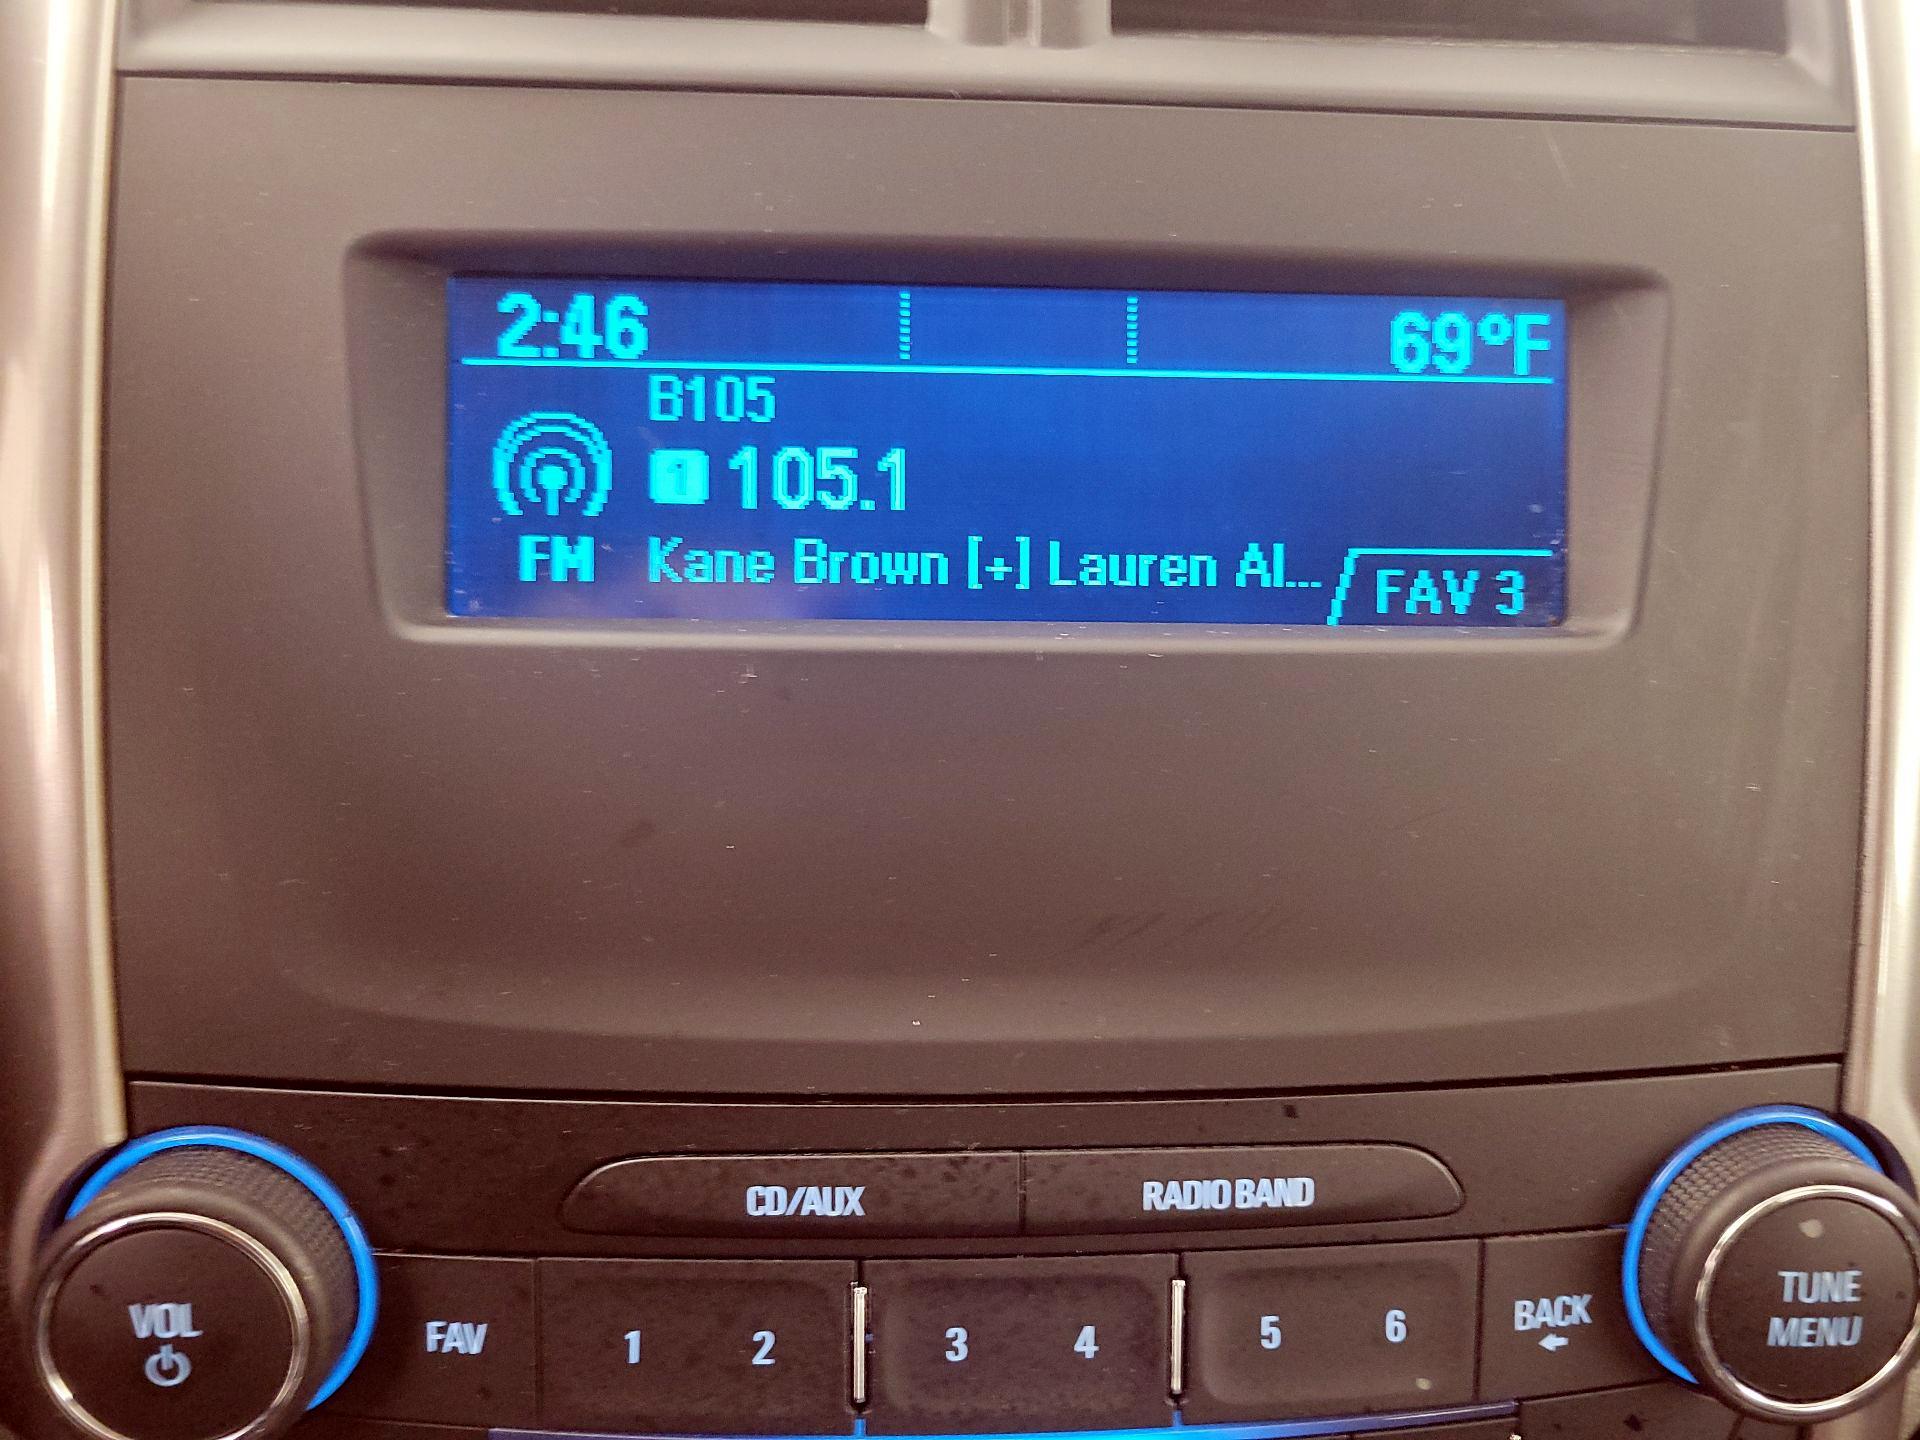 2:46 69°F
B105
1 105.1
FM Kane Brown [+] Lauren Al...
FAV 3
CD/AUX RADIO BAND
VOL FAV 1 2 3 4 5 6 BACK TUNE
MENU